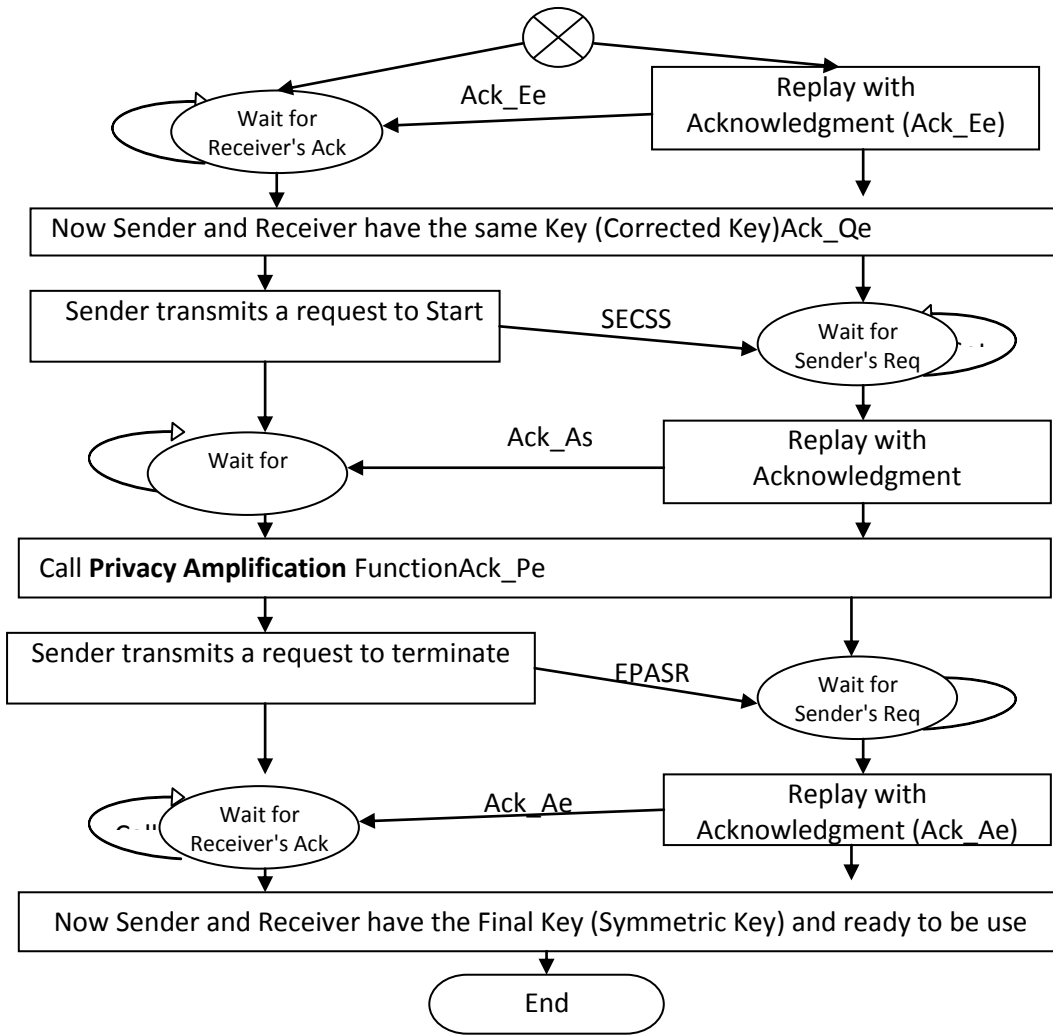 Ack_Ee
Wait for
Receiver's Ack
Replay with
Acknowledgment (Ack_Ee)
Now Sender and Receiver have the same Key (Corrected Key)Ack_Qe
Sender transmits a request to Start
SECSS
Wait for
Sender's Req
Wait for
Ack_As
Replay with
Acknowledgment
Call Privacy Amplification FunctionAck_Pe
Sender transmits a request to terminate
EPASR
Wait for
Sender's Req
Wait for
Receiver's Ack
Ack_Ae
Replay with
Acknowledgment (Ack_Ae)
Now Sender and Receiver have the Final Key (Symmetric Key) and ready to be use
End